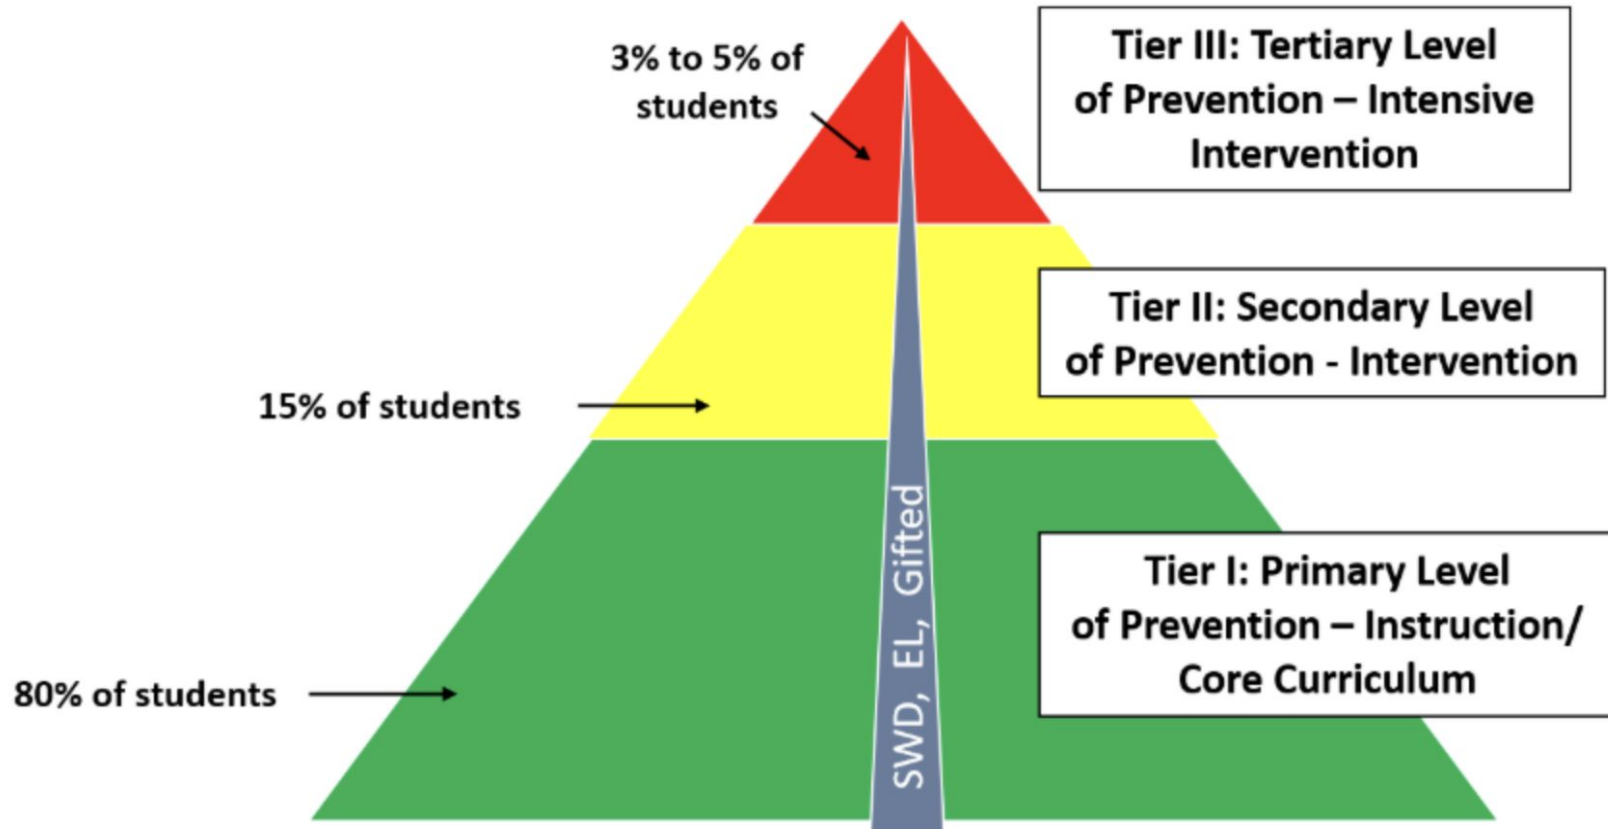 3% to 5% of
students
Tier III: Tertiary Level
of Prevention – Intensive
Intervention
15% of students
Tier II: Secondary Level
of Prevention - Intervention
80% of students
Tier I: Primary Level
of Prevention – Instruction/
Core Curriculum
SWD, EL, Gifted